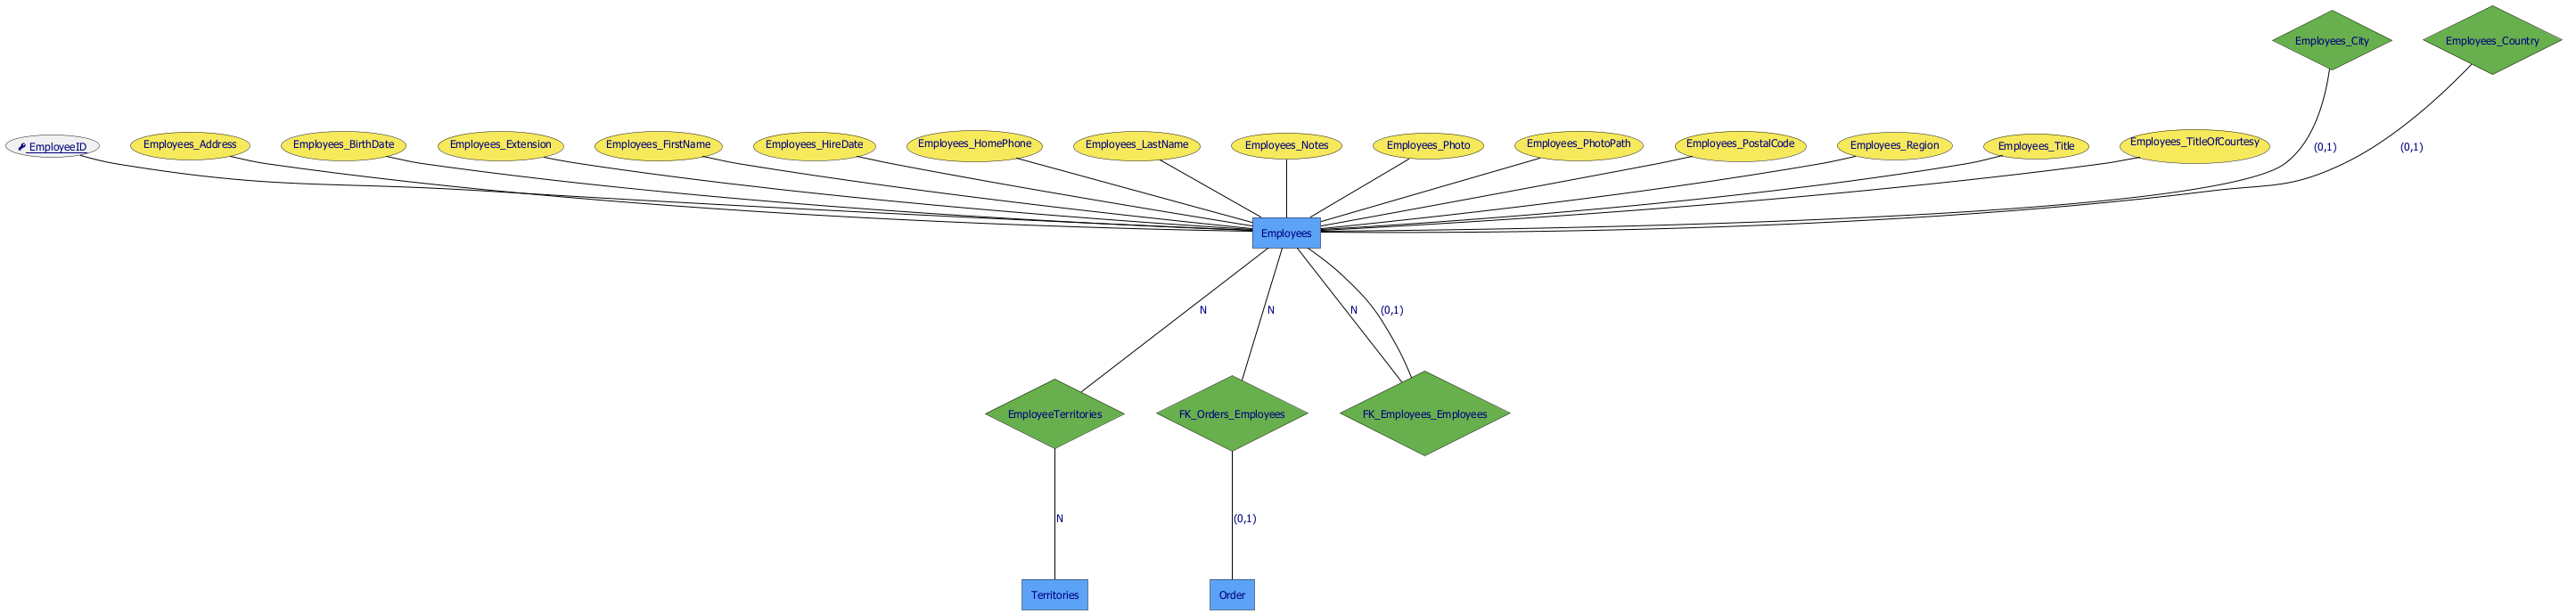 Employees_City
Employees_Country
EmployeeID
Employees_Address
Employees_BirthDate
Employees_Extension
Employees_FirstName
Employees_HireDate
Employees_HomePhone
Employees_LastName
Employees_Notes
Employees_Photo
Employees_PhotoPath
Employees_PostalCode
Employees_Region
Employees_Title
Employees_TitleOfCourtesy
(0,1)
(0,1)
Employees
N
N
N
(0,1)
EmployeeTerritories
FK_Orders_Employees
FK_Employees_Employees
N
(0,1)
Territories
Order